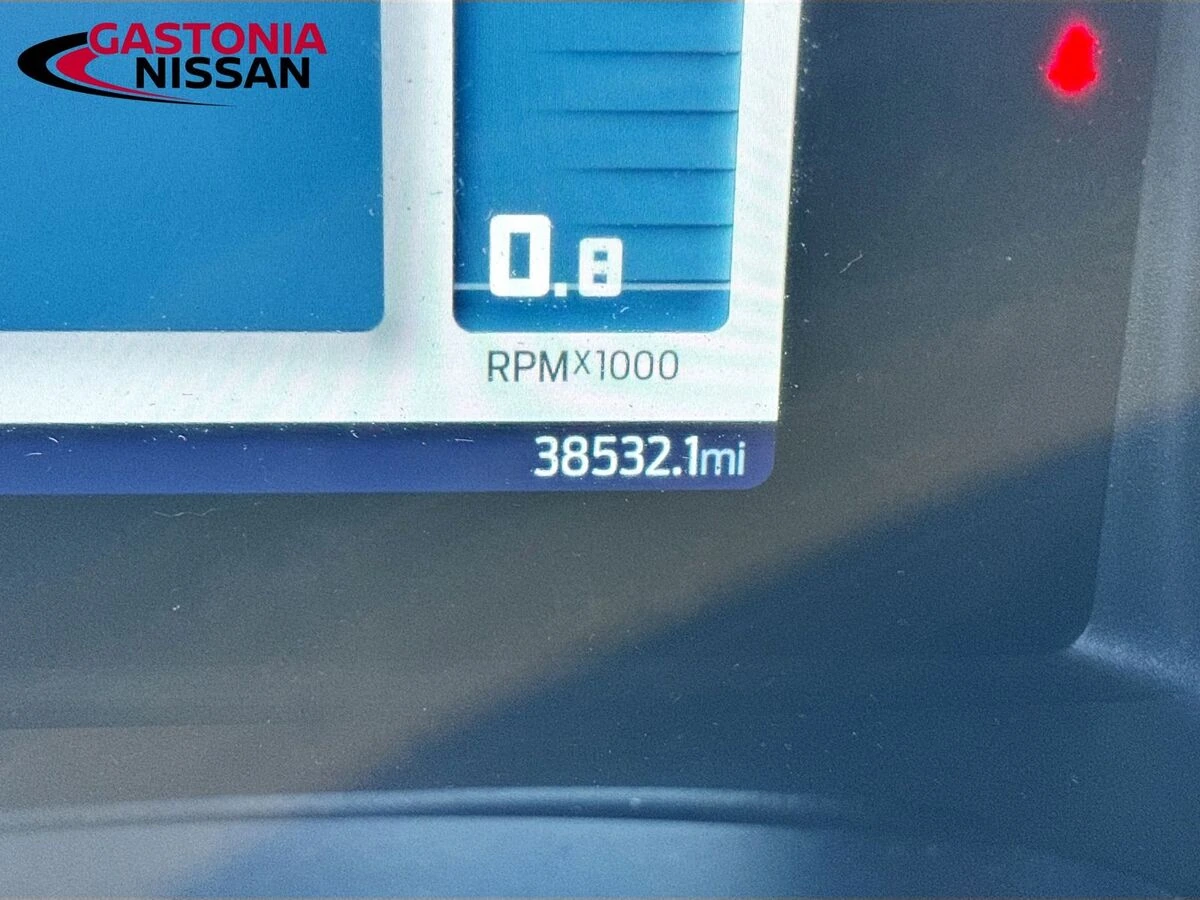 GASTONIA
NISSAN
0.8
RPMX1000
38532.1mi